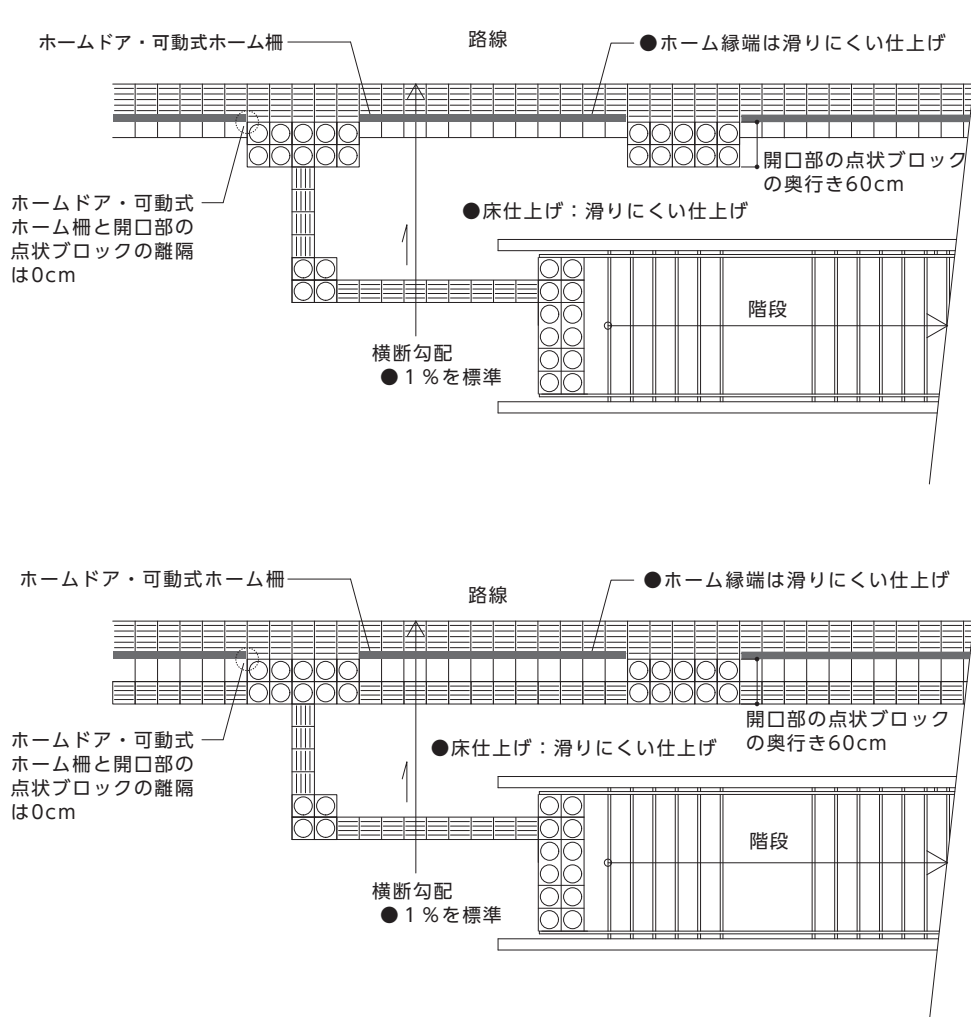 ホームドア・可動式ホーム柵
路線
●ホーム縁端は滑りにくい仕上げ
開口部の点状ブロック
の奥行き60cm
ホームドア・可動式
ホーム柵と開口部の
点状ブロックの離隔
は0cm
●床仕上げ：滑りにくい仕上げ
階段
横断勾配
●1％を標準
ホームドア・可動式ホーム柵
路線
●ホーム縁端は滑りにくい仕上げ
開口部の点状ブロック
の奥行き60cm
ホームドア・可動式
ホーム柵と開口部の
点状ブロックの離隔
は0cm
●床仕上げ：滑りにくい仕上げ
階段
横断勾配
●1％を標準